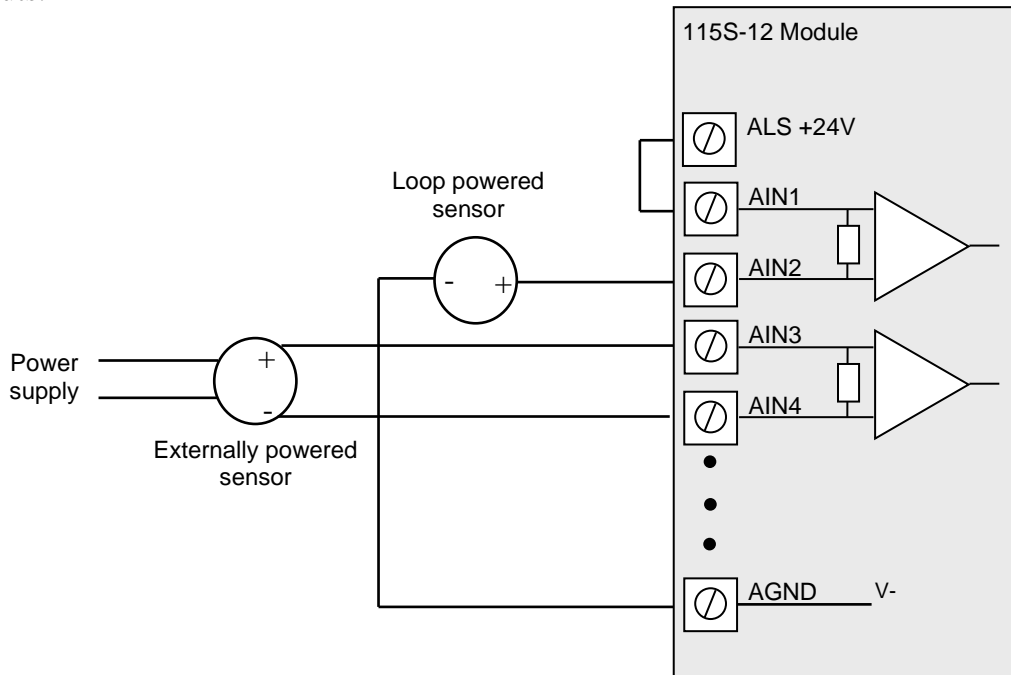 115S-12 Module
ALS +24V
Loop powered
sensor
AIN1
- +
AIN2
AIN3
Power
supply
+
-
AIN4
Externally powered
sensor
AGND
V-